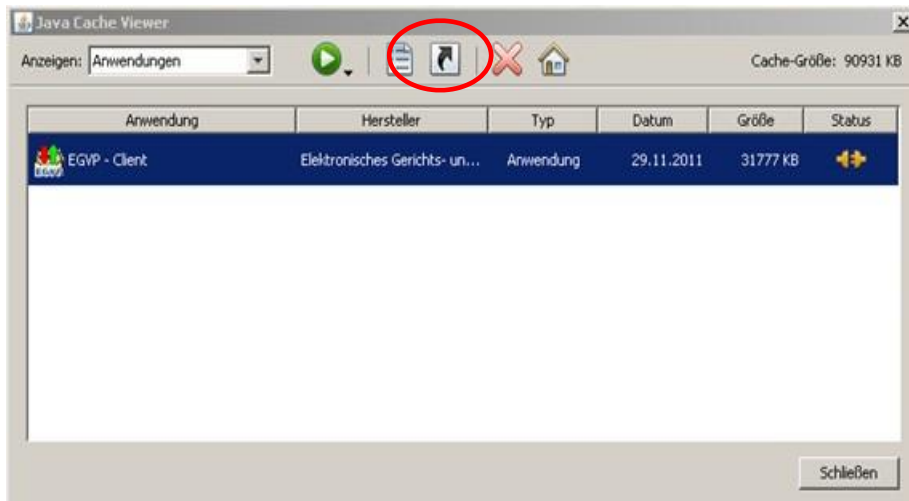 Java Cache Viewer
Anzeigen: Anwendungen Cache-Größe: 90931 KB
Anwendung Hersteller Typ Datum Größe Status
EGVP
EGVP - Client Elektronisches Gerichts- un... Anwendung 29.11.2011 31777 KB
Schließen